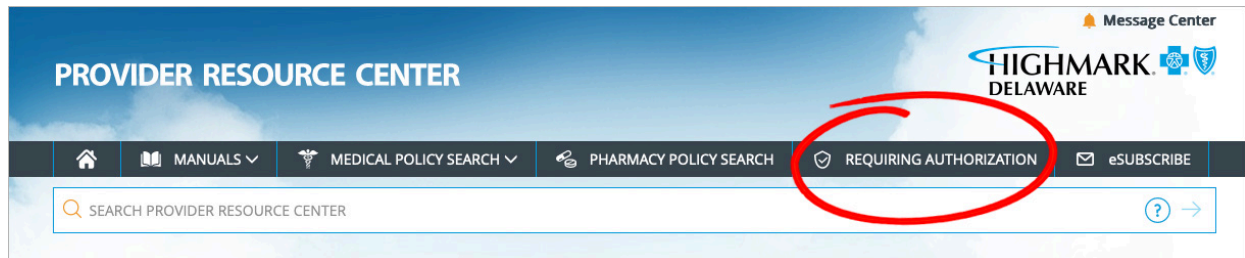 Message Center
PROVIDER RESOURCE CENTER
HIGHMARK.
DELAWARE
MANUALS
MEDICAL POLICY SEARCH
PHARMACY POLICY SEARCH
REQUIRING AUTHORIZATION
eSUBSCRIBE
SEARCH PROVIDER RESOURCE CENTER
?